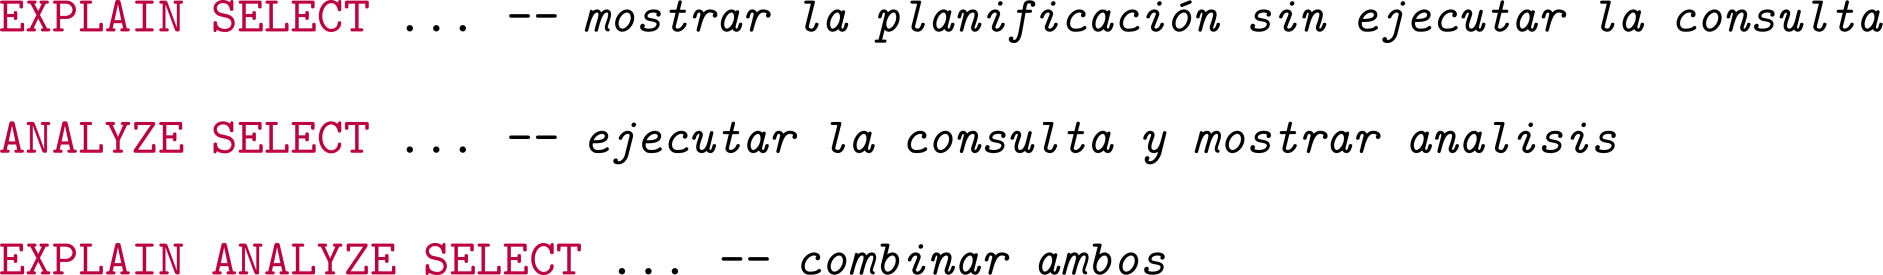 EXPLAIN SELECT ... -- mostrar la planificación sin ejecutar la consulta
ANALYZE SELECT ... -- ejecutar la consulta y mostrar analisis
EXPLAIN ANALYZE SELECT ... -- combinar ambos